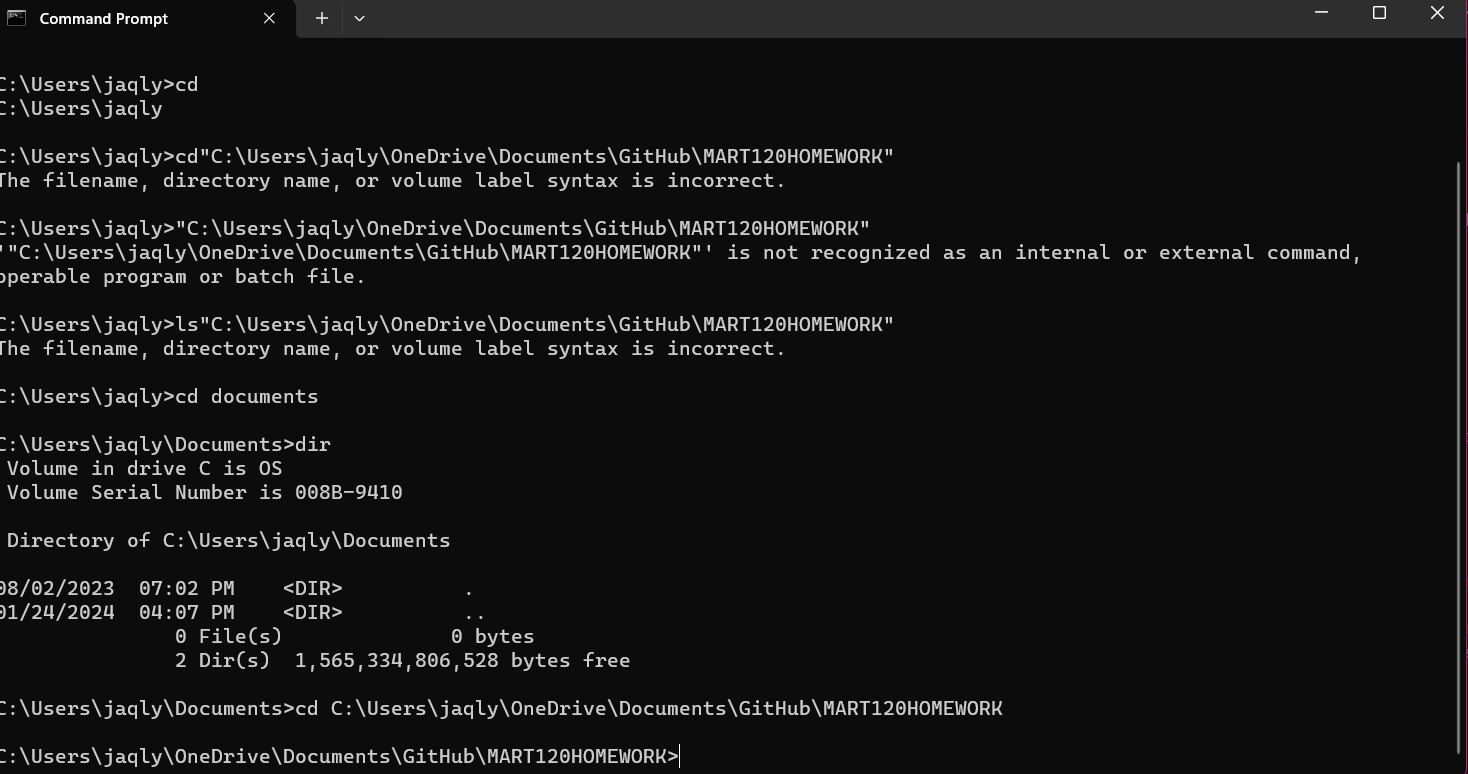 Command Prompt
C:\Users\jaqly>cd
C:\Users\jaqly
C:\Users\jaqly>cd"C:\Users\jaqly\OneDrive\Documents\GitHub\MART120HOMEWORK"
The filename, directory name, or volume label syntax is incorrect.
C:\Users\jaqly>"C:\Users\jaqly\OneDrive\Documents\GitHub\MART120HOMEWORK"
'"C:\Users\jaqly\OneDrive\Documents\GitHub\MART120HOMEWORK"' is not recognized as an internal or external command,
operable program or batch file.
C:\Users\jaqly>ls"C:\Users\jaqly\OneDrive\Documents\GitHub\MART120HOMEWORK"
The filename, directory name, or volume label syntax is incorrect.
C:\Users\jaqly>cd documents
C:\Users\jaqly\Documents>dir
Volume in drive C is OS
Volume Serial Number is 008B-9410
Directory of C:\Users\jaqly\Documents
08/02/2023  07:02 PM    <DIR>          .
01/24/2024  04:07 PM    <DIR>          ..
0 File(s)              0 bytes
2 Dir(s)  1,565,334,806,528 bytes free
C:\Users\jaqly\Documents>cd C:\Users\jaqly\OneDrive\Documents\GitHub\MART120HOMEWORK
C:\Users\jaqly\OneDrive\Documents\GitHub\MART120HOMEWORK>